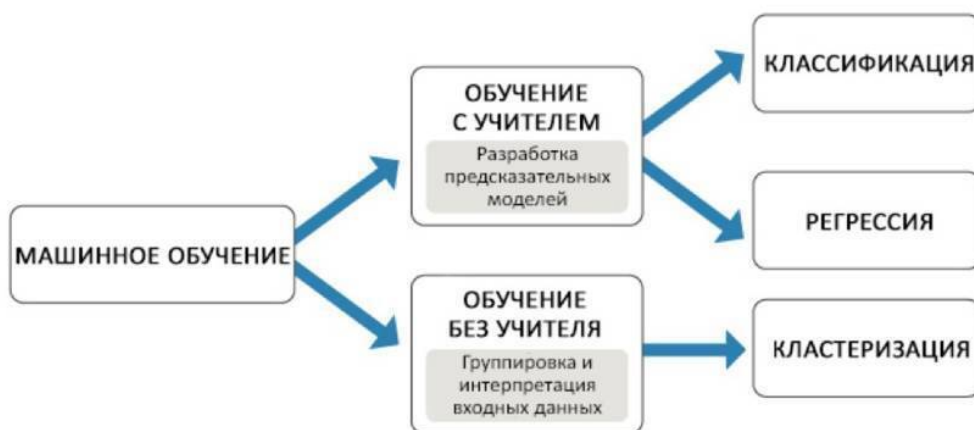 МАШИННОЕ ОБУЧЕНИЕ
ОБУЧЕНИЕ
С УЧИТЕЛЕМ
Разработка
предсказательных
моделей
КЛАССИФИКАЦИЯ
РЕГРЕССИЯ
ОБУЧЕНИЕ
БЕЗ УЧИТЕЛЯ
Группировка и
интерпретация
входных данных
КЛАСТЕРИЗАЦИЯ